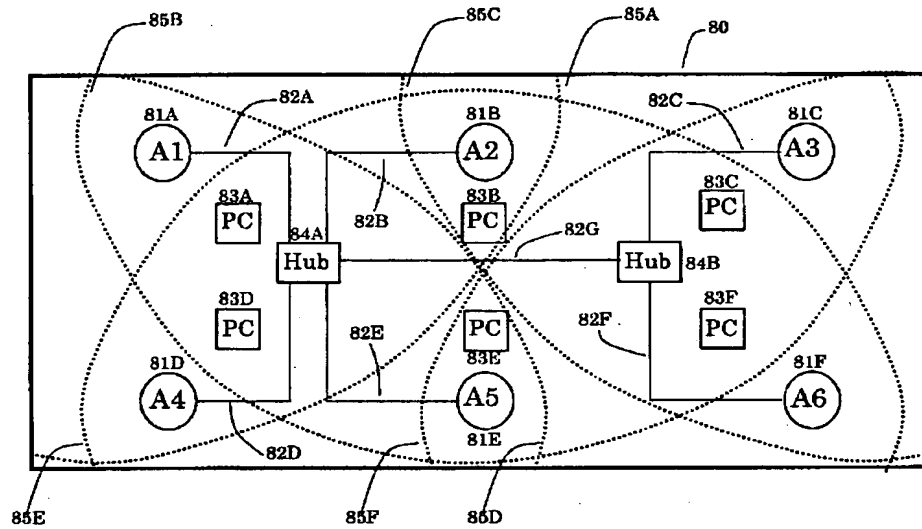 85B
85C
85A
80
82A
82C
81A
81B
81C
A1
A2
A3
83A
83B
83C
PC
PC
PC
82B
84A
82G
Hub
Hub
84B
83D
83F
PC
82E
PC
82F
PC
83E
81D
81F
A4
A5
A6
81E
82D
85E
85F
85D